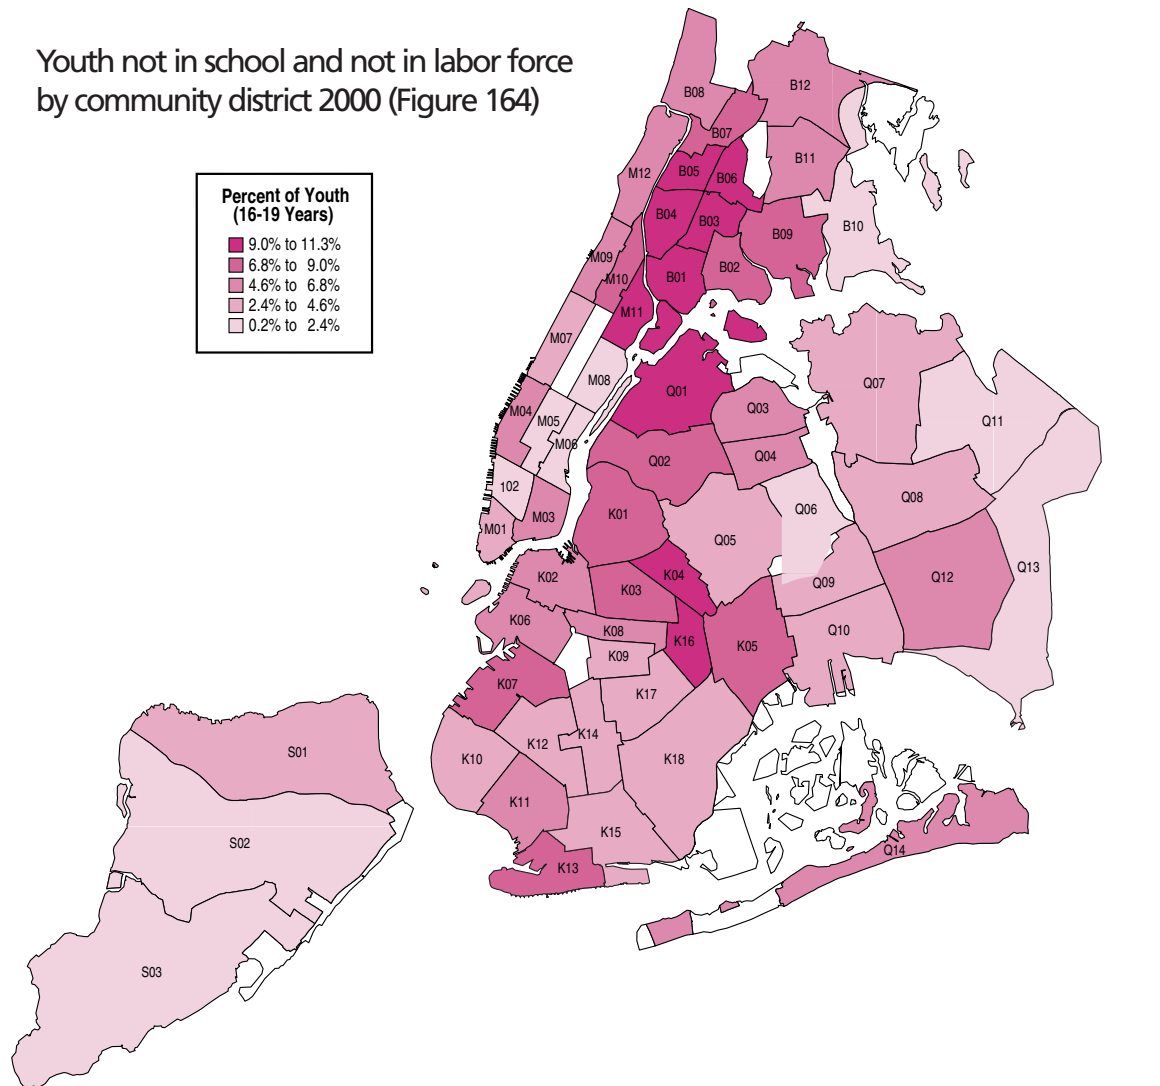 Youth not in school and not in labor force
by community district 2000 (Figure 164)
Percent of Youth
(16-19 Years)
9.0% to 11.3%
6.8% to 9.0%
4.6% to 6.8%
2.4% to 4.6%
0.2% to 2.4%
B08
B12
B07
B11
B05
B06
M12
B04
B03
B09
B10
M09
M10
B02
B01
M11
M07
M08
Q07
Q01
M04
M05
Q03
Q11
M06
Q02
Q04
102
Q08
M03
K01
Q06
M01
Q05
K02
K04
Q13
Q12
K03
Q09
K06
K08
K16
K05
Q10
K09
K07
K17
S01
K12
K14
K10
K18
K11
K15
S02
Q14
K13
S03